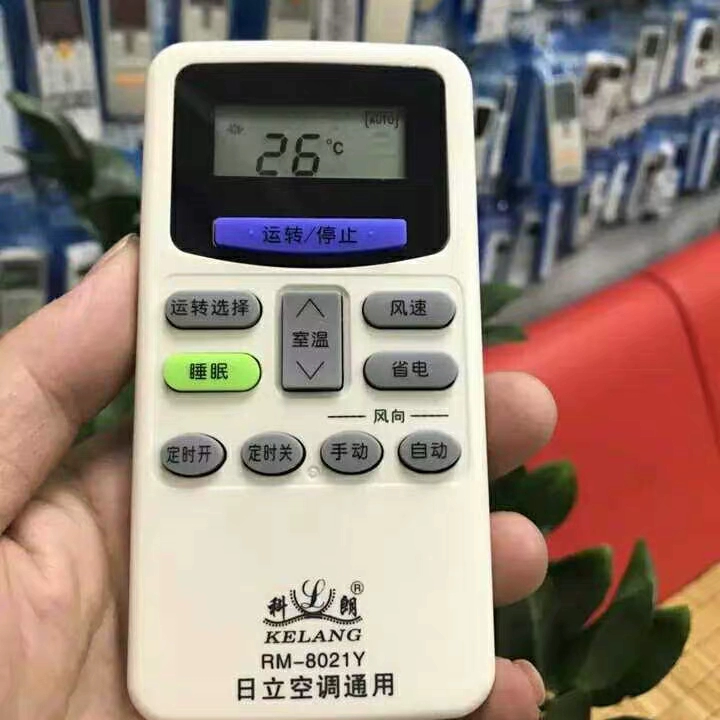 [AUTO]
26°C
运转/停止
运转选择
室温
风速
睡眠
省电
风向
定时开
定时关
手动
自动
科朗®
KELANG
RM-8021Y
日立空调通用